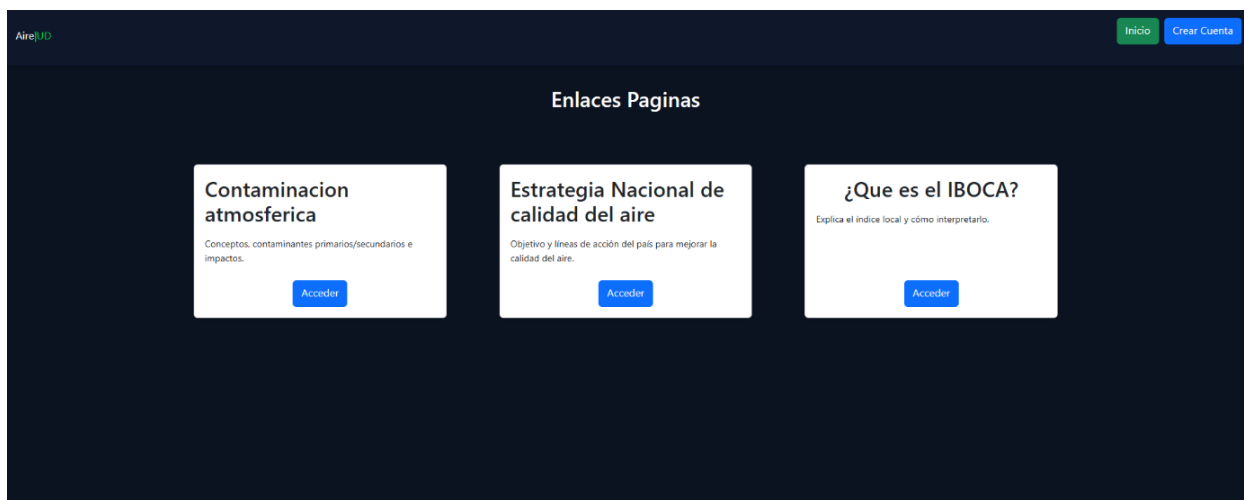 Aire|UD
Inicio
Crear Cuenta
Enlaces Paginas
Contaminacion
atmosferica
Conceptos, contaminantes primarios/secundarios e
impactos.
Acceder
Estrategia Nacional de
calidad del aire
Objetivo y líneas de acción del país para mejorar la
calidad del aire.
Acceder
¿Que es el IBOCA?
Explica el índice local y cómo interpretarlo.
Acceder